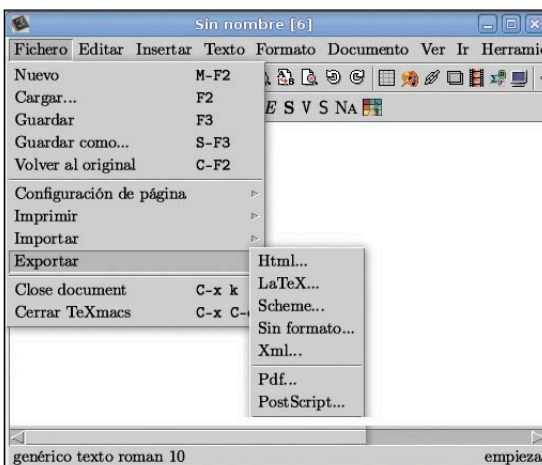 Sin nombre [6]
Fichero Editar Insertar Texto Formato Documento Ver Ir
E S V S NA
Nuevo M-F2
Cargar... F2
Guardar F3
Guardar como... S-F3
Volver al original C-F2
Configuración de página
Imprimir
Importar
Exportar
Html...
LaTeX...
Scheme...
Sin formato...
Xml...
Pdf...
PostScript...
Close document C-x k
Cerrar TeXmacs C-x
genérico texto roman 10 empieza